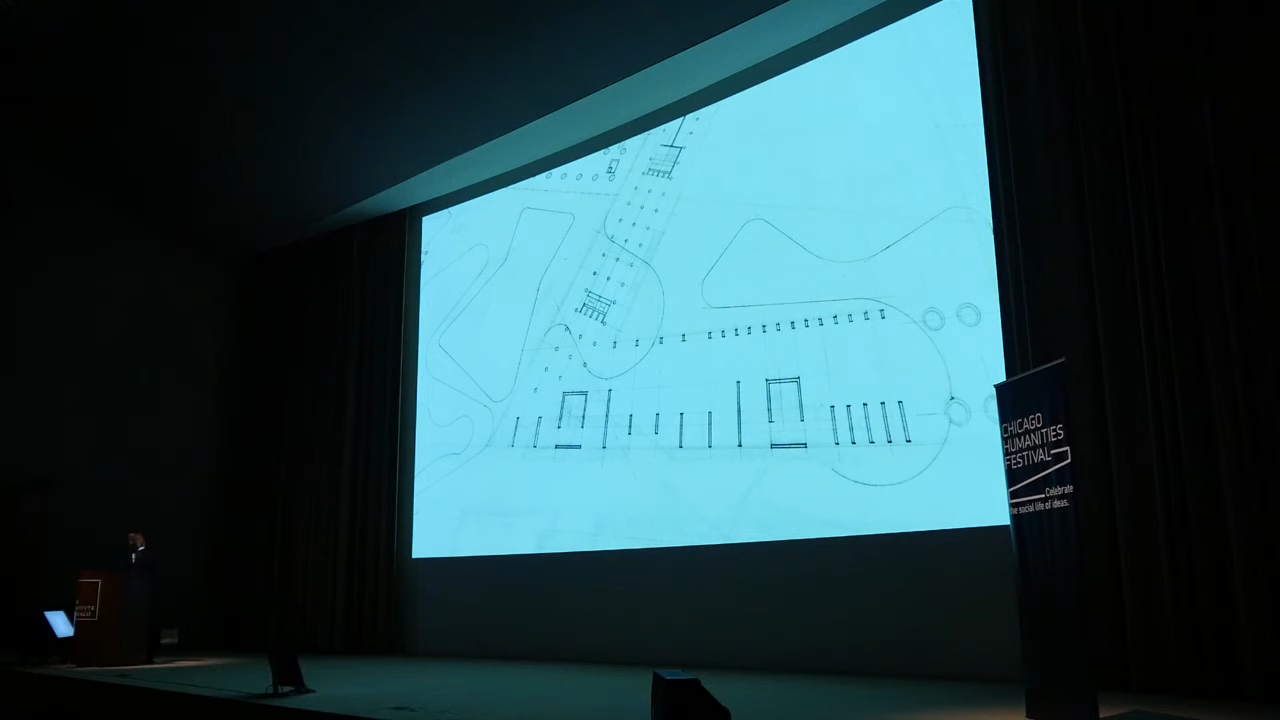 CHICAGO
HUMANITIES
FESTIVAL
Celebrate
the social life of ideas.